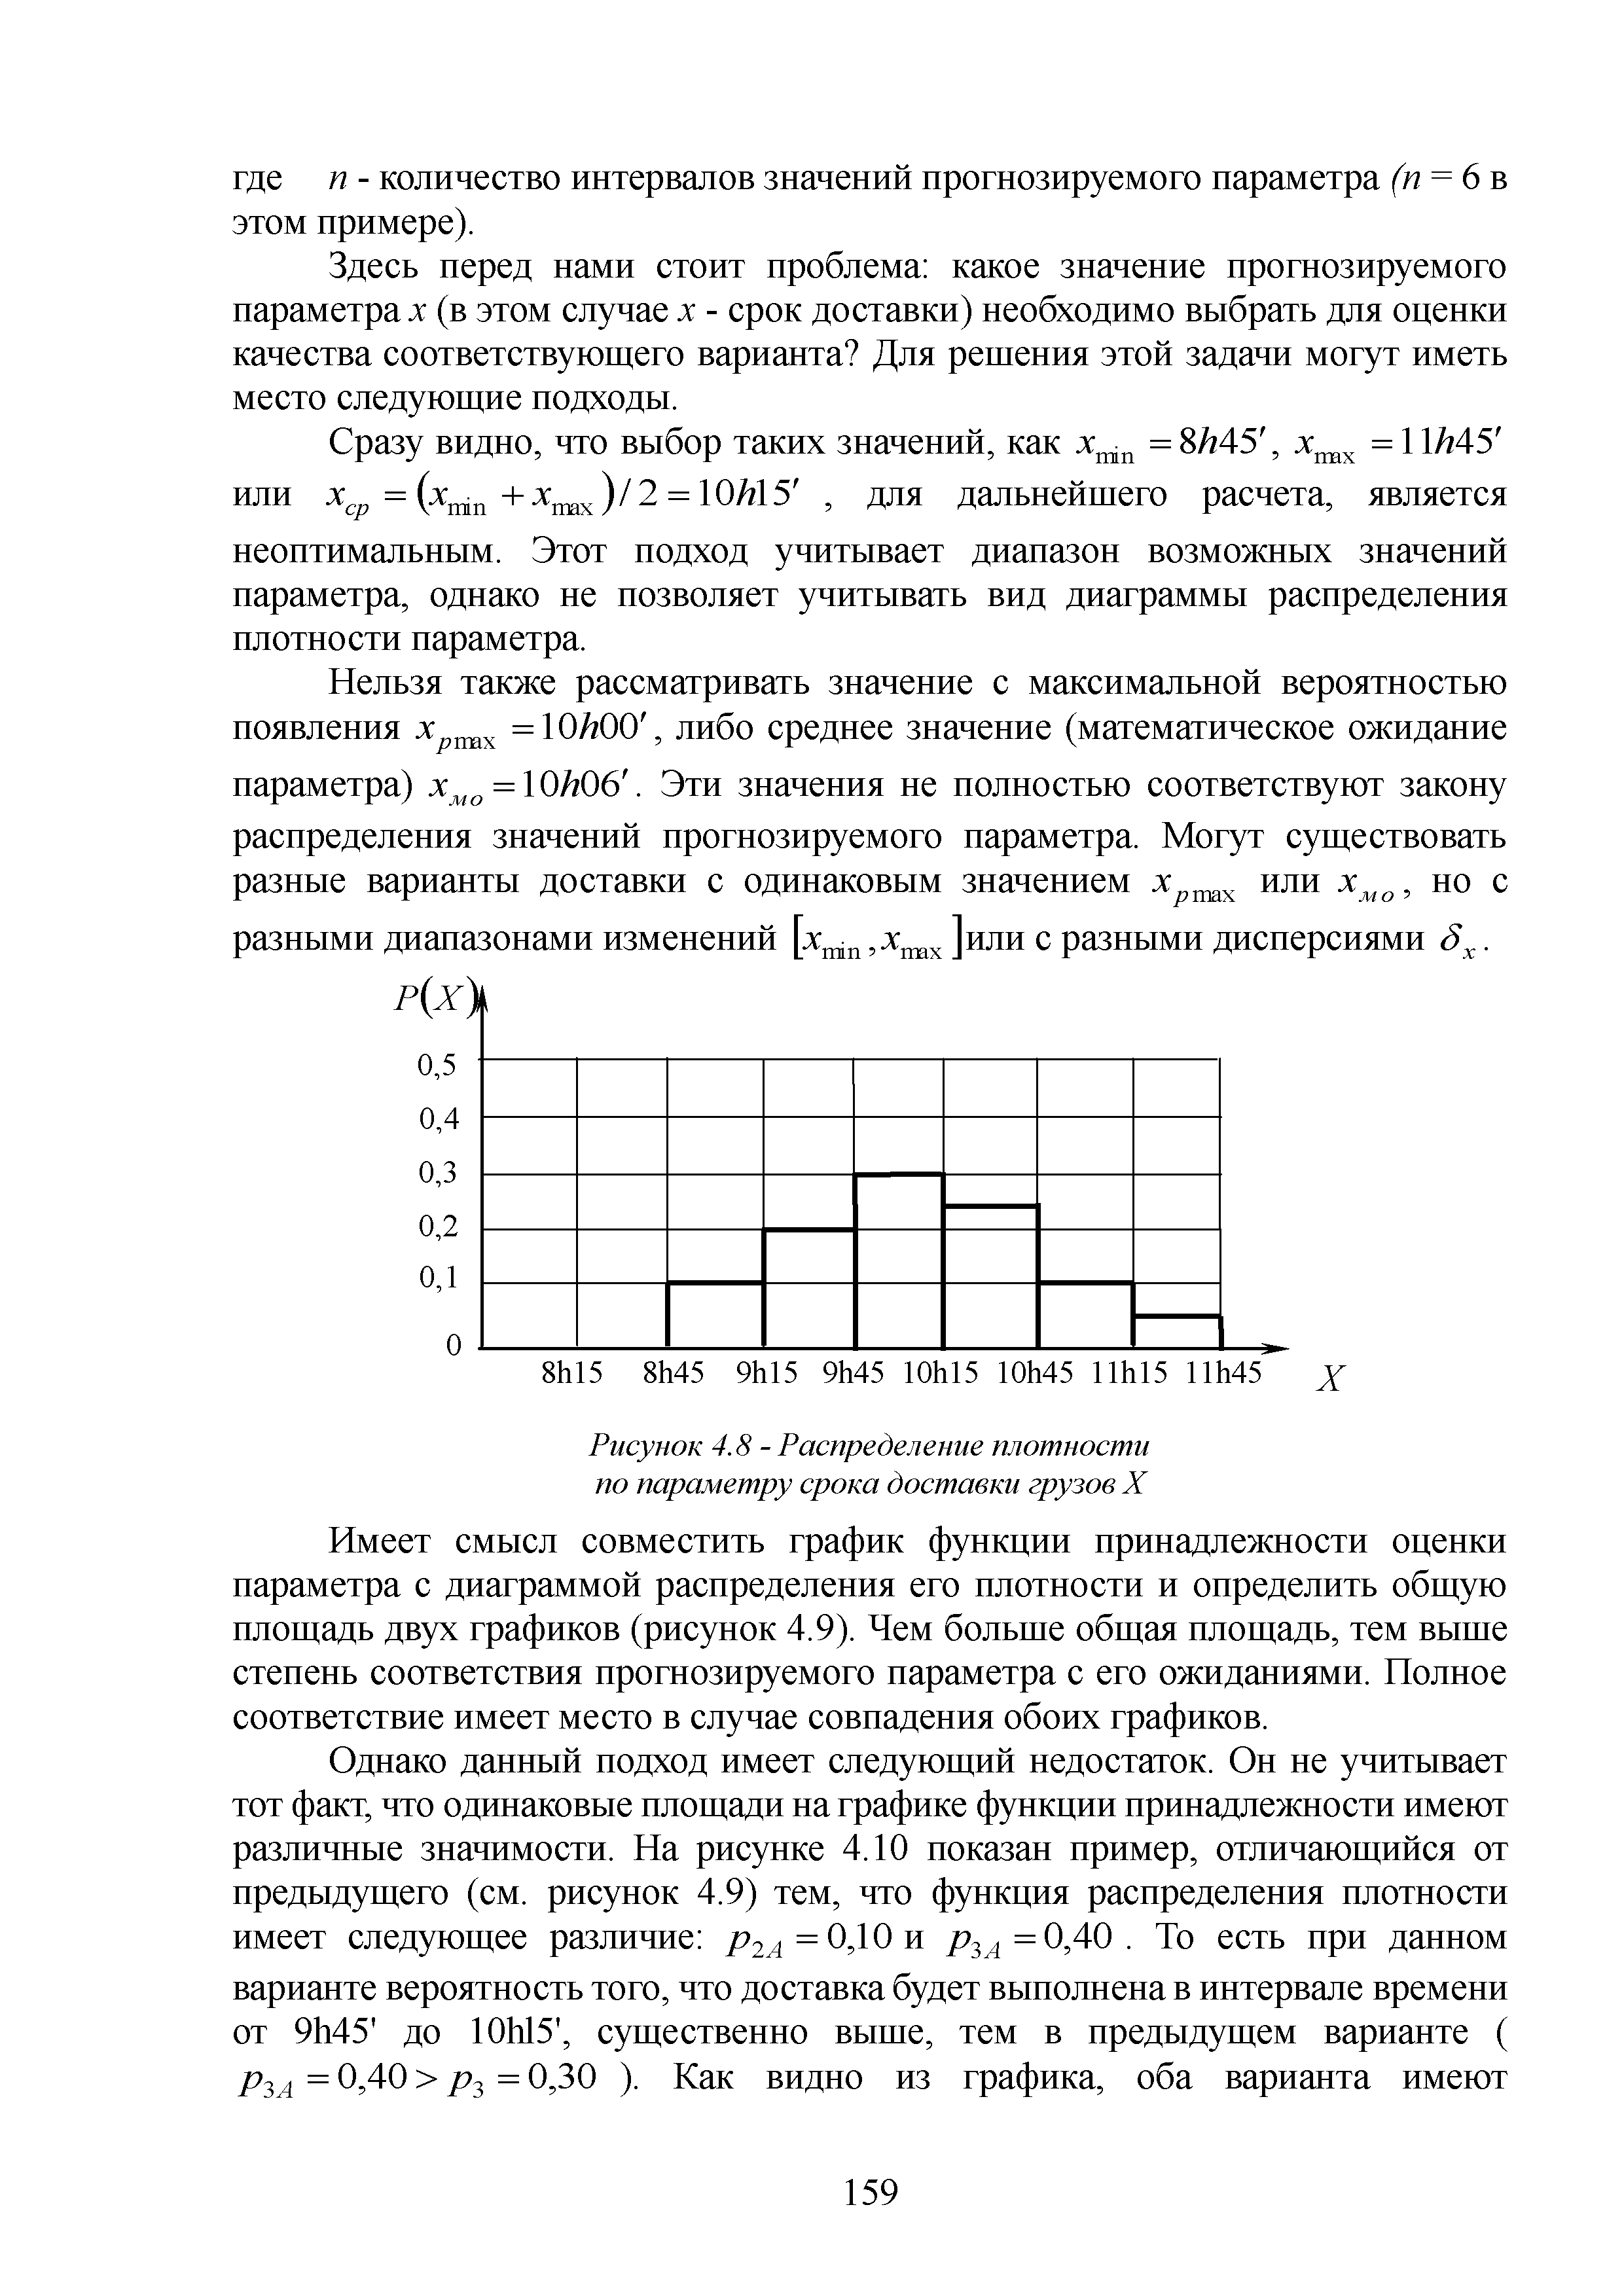 где n - количество интервалов значений прогнозируемого параметра (n = 6 в
этом примере).
Здесь перед нами стоит проблема: какое значение прогнозируемого
параметра x (в этом случае x - срок доставки) необходимо выбрать для оценки
качества соответствующего варианта? Для решения этой задачи могут иметь
место следующие подходы.
Сразу видно, что выбор таких значений, как x_min = 8h45′, x_max = 11h45′
или x_ср = (x_min + x_max)/2 = 10h15′ , для дальнейшего расчета, является
неоптимальным. Этот подход учитывает диапазон возможных значений
параметра, однако не позволяет учитывать вид диаграммы распределения
плотности параметра.
Нельзя также рассматривать значение с максимальной вероятностью
появления x_pmax = 10h00′, либо среднее значение (математическое ожидание
параметра) x_мо = 10h06′. Эти значения не полностью соответствуют закону
распределения значений прогнозируемого параметра. Могут существовать
разные варианты доставки с одинаковым значением x_pmax или x_мо, но с
разными диапазонами изменений [x_min, x_max]или с разными дисперсиями δ_x.
P(X)
0,5
0,4
0,3
0,2
0,1
0
8h15 8h45 9h15 9h45 10h15 10h45 11h15 11h45 X
Рисунок 4.8 - Распределение плотности
по параметру срока доставки грузов X
Имеет смысл совместить график функции принадлежности оценки
параметра с диаграммой распределения его плотности и определить общую
площадь двух графиков (рисунок 4.9). Чем больше общая площадь, тем выше
степень соответствия прогнозируемого параметра с его ожиданиями. Полное
соответствие имеет место в случае совпадения обоих графиков.
Однако данный подход имеет следующий недостаток. Он не учитывает
тот факт, что одинаковые площади на графике функции принадлежности имеют
различные значимости. На рисунке 4.10 показан пример, отличающийся от
предыдущего (см. рисунок 4.9) тем, что функция распределения плотности
имеет следующее различие: p_2A = 0,10 и p_3A = 0,40 . То есть при данном
варианте вероятность того, что доставка будет выполнена в интервале времени
от 9h45' до 10h15', существенно выше, тем в предыдущем варианте (
p_3A = 0,40 > p_3 = 0,30 ). Как видно из графика, оба варианта имеют
159